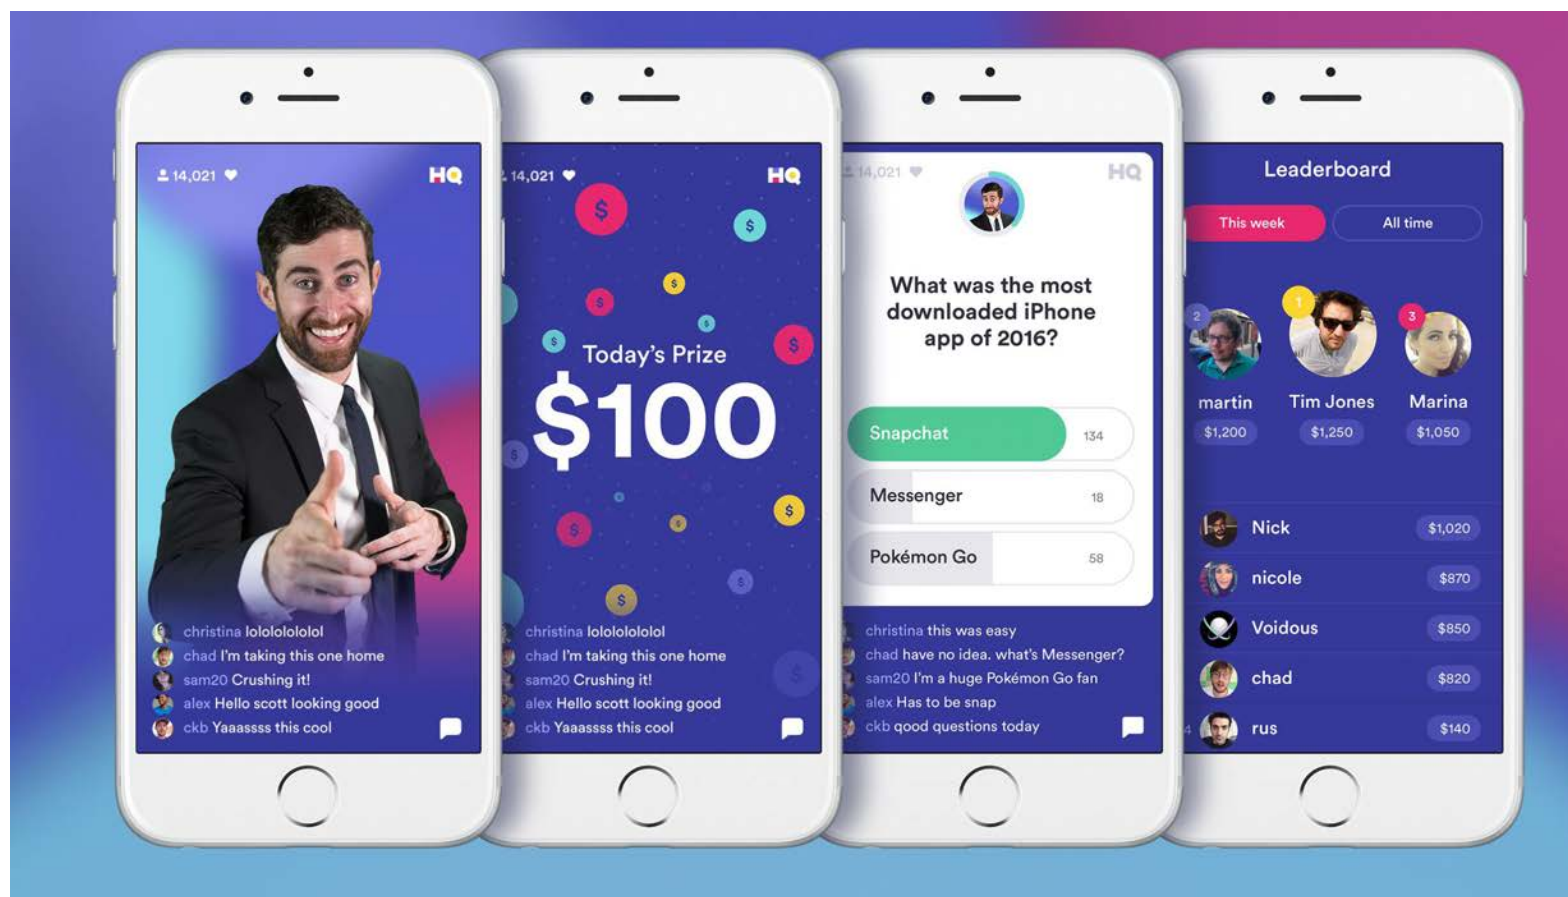 14,021
HQ
christina lolololololol
chad I'm taking this one home
sam20 Crushing it!
alex Hello scott looking good
ckb Yaaassss this cool
14,021
HQ
$
$
$
$
$
$
$
$
Today's Prize
$100
$
$
$
$
$
$
$
christina lolololololol
chad I'm taking this one home
sam20 Crushing it!
alex Hello scott looking good
ckb Yaaassss this cool
14,021
HQ
What was the most
downloaded iPhone
app of 2016?
Snapchat 134
Messenger 18
Pokémon Go 58
christina this was easy
chad have no idea. what's Messenger?
sam20 I'm a huge Pokémon Go fan
alex Has to be snap
ckb qood questions today
Leaderboard
This week All time
2 1 3
martin Tim Jones Marina
$1,200 $1,250 $1,050
Nick $1,020
nicole $870
Voidous $850
chad $820
4 rus $140